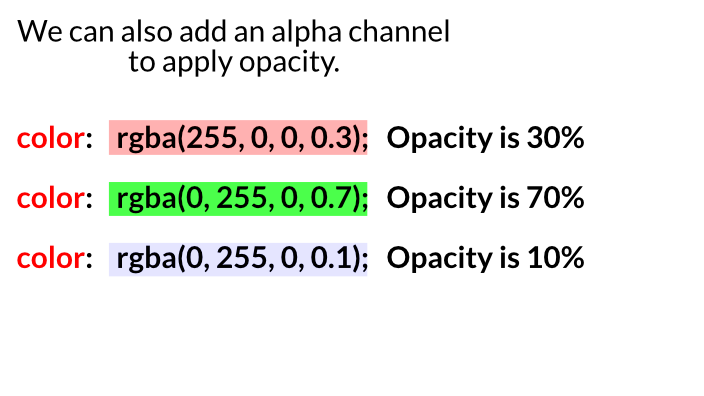 We can also add an alpha channel
to apply opacity.
color: rgba(255, 0, 0, 0.3); Opacity is 30%
color: rgba(0, 255, 0, 0.7); Opacity is 70%
color: rgba(0, 255, 0, 0.1); Opacity is 10%